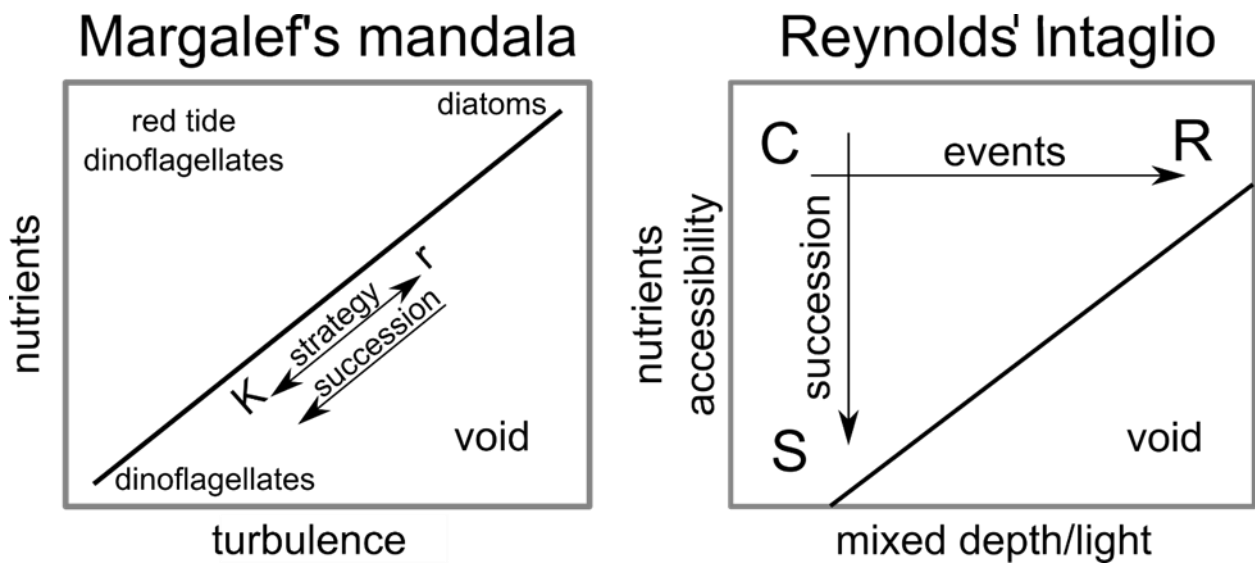 Margalef's mandala
red tide
dinoflagellates
diatoms
nutrients
r
strategy
succession
K
void
dinoflagellates
turbulence
Reynolds' Intaglio
C
events
R
nutrients
accessibility
succession
S
void
mixed depth/light